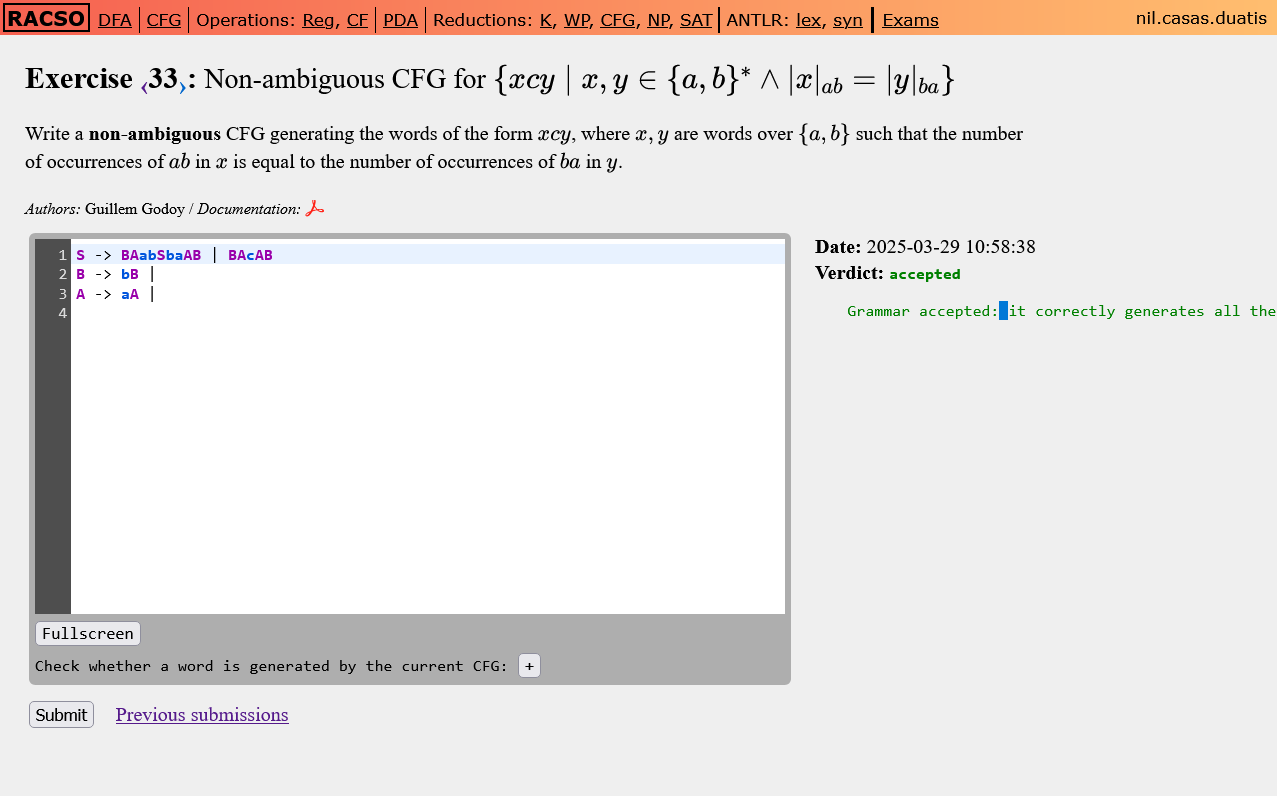 RACSO DFA CFG Operations: Reg, CF PDA Reductions: K, WP, CFG, NP, SAT ANTLR: lex, syn Exams nil.casas.duatis
Exercise ‹33›: Non-ambiguous CFG for {xcy | x, y ∈ {a, b}* ∧ |x|_ab = |y|_ba}
Write a non-ambiguous CFG generating the words of the form xcy, where x, y are words over {a, b} such that the number
of occurrences of ab in x is equal to the number of occurrences of ba in y.
Authors: Guillem Godoy / Documentation:
1 S -> BAabSbaAB | BAcAB
2 B -> bB |
3 A -> aA |
4
Fullscreen
Check whether a word is generated by the current CFG: +
Submit Previous submissions
Date: 2025-03-29 10:58:38
Verdict: accepted
Grammar accepted: it correctly generates all the